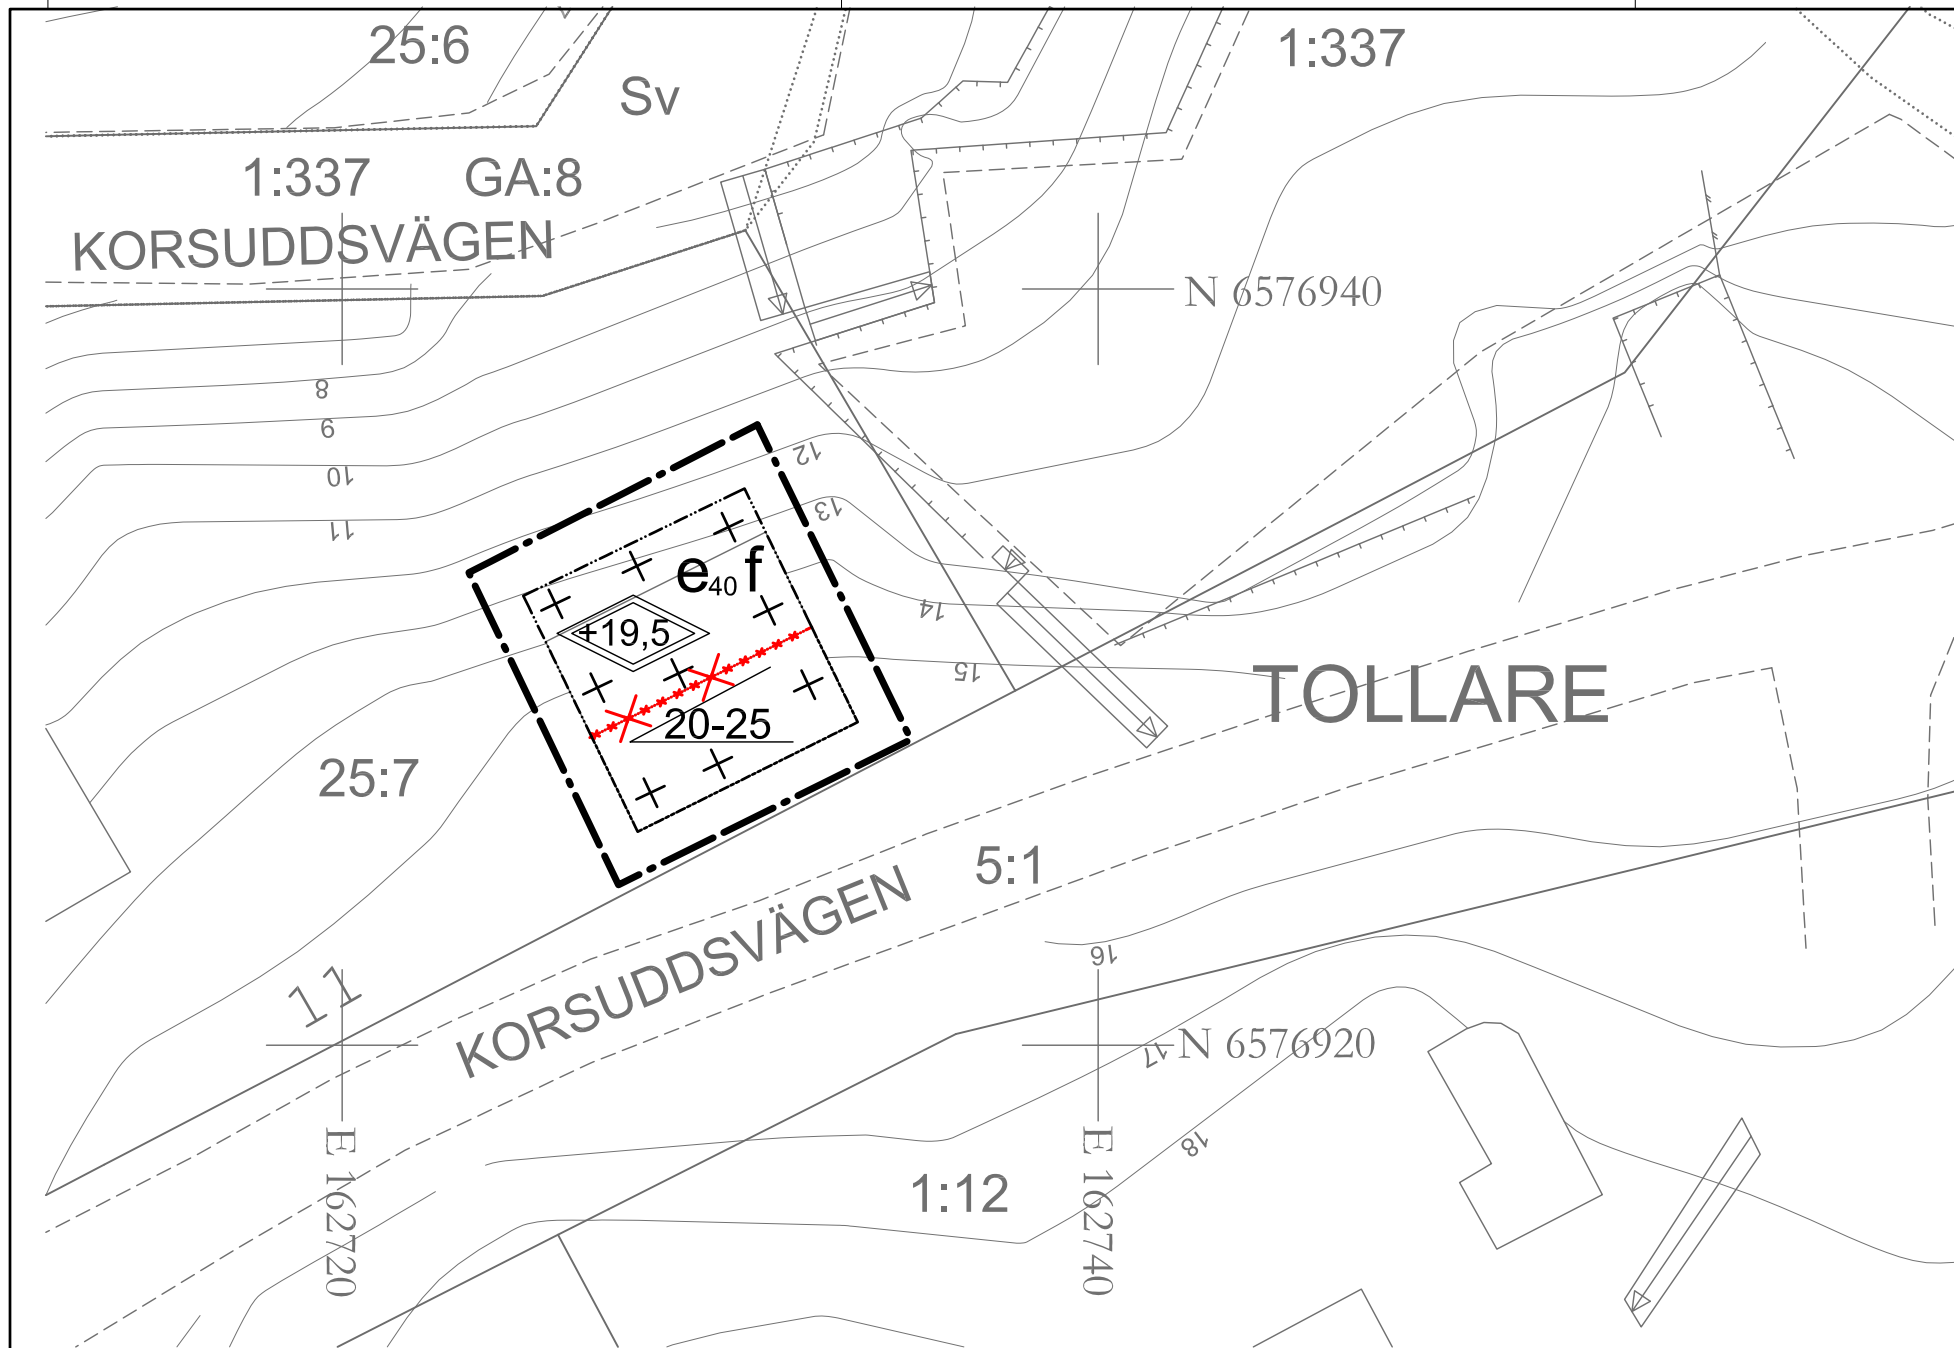 25:6
1:337
Sv
1:337 GA:8
KORSUDDSVÄGEN
N 6576940
8
9
10
11
12
13
e40 f
+19,5
14
15
20-25
TOLLARE
25:7
5:1
KORSUDDSVÄGEN
16
11
17
N 6576920
18
E 162720
E 162740
1:12